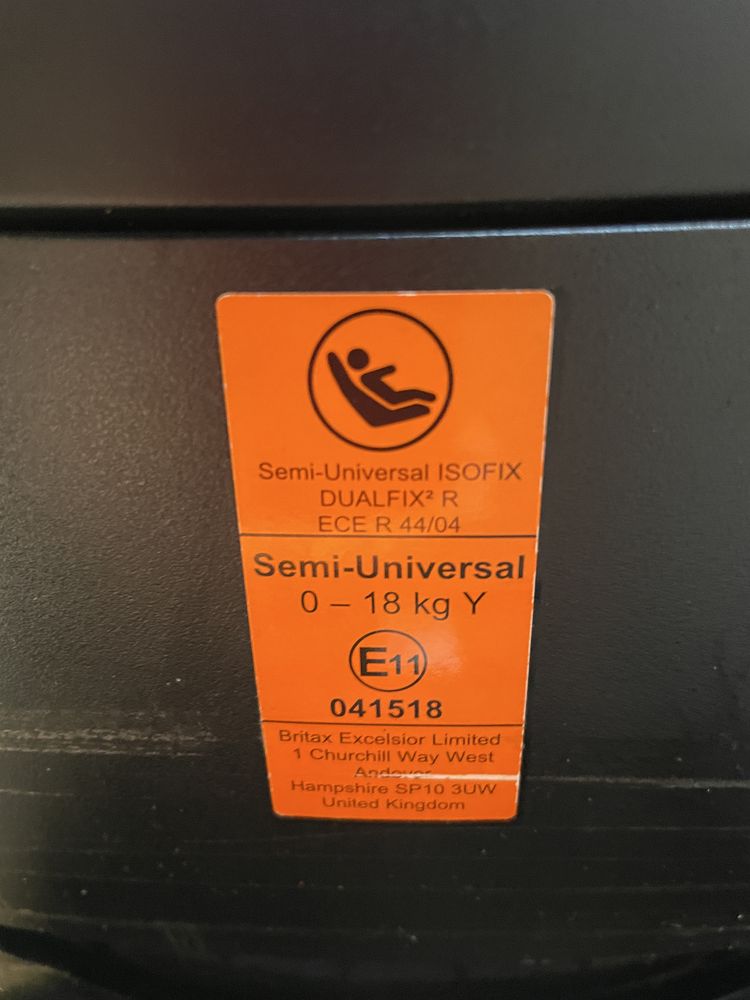 Semi-Universal ISOFIX
DUALFIX² R
ECE R 44/04
Semi-Universal
0 – 18 kg Y
E11
041518
Britax Excelsior Limited
1 Churchill Way West
Andover
Hampshire SP10 3UW
United Kingdom